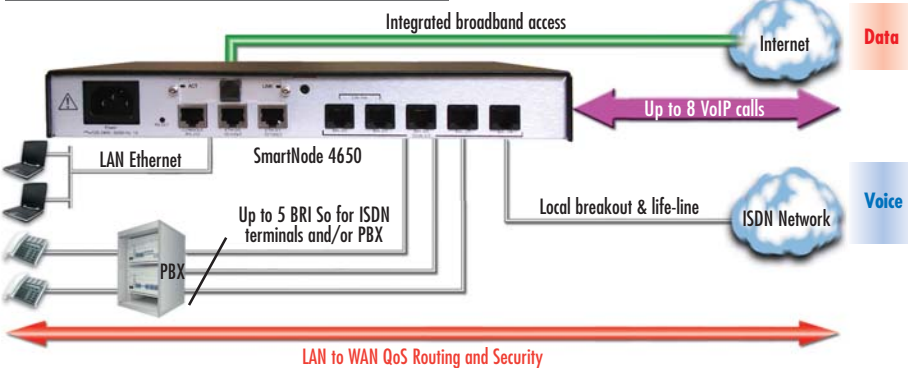 Integrated broadband access
Internet
Data
ACT
LINK
Up to 8 VoIP calls
LAN Ethernet
SmartNode 4650
Up to 5 BRI So for ISDN
terminals and/or PBX
Local breakout & life-line
ISDN Network
Voice
PBX
LAN to WAN QoS Routing and Security